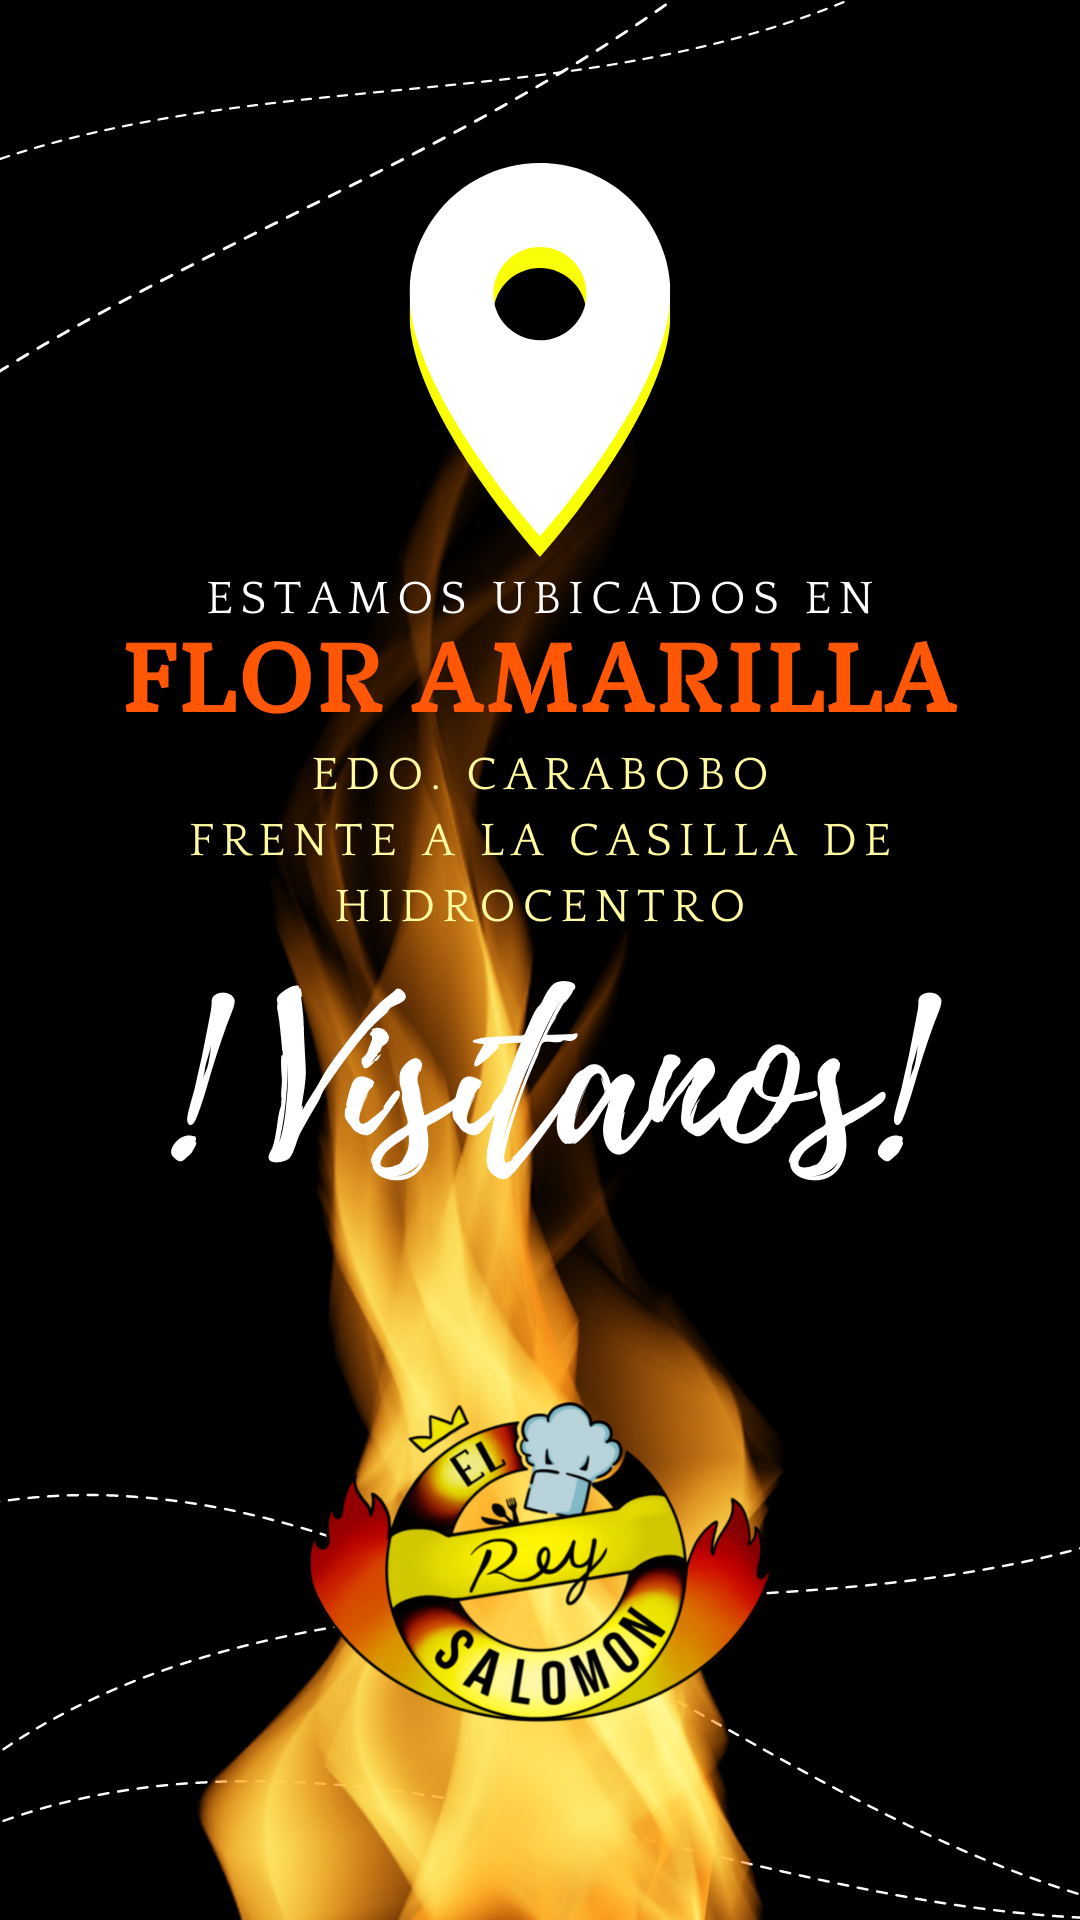 ESTAMOS UBICADOS EN
FLOR AMARILLA
EDO. CARABOBO
FRENTE A LA CASILLA DE
HIDROCENTRO
! Visítanos!
EL
Rey
SALOMON